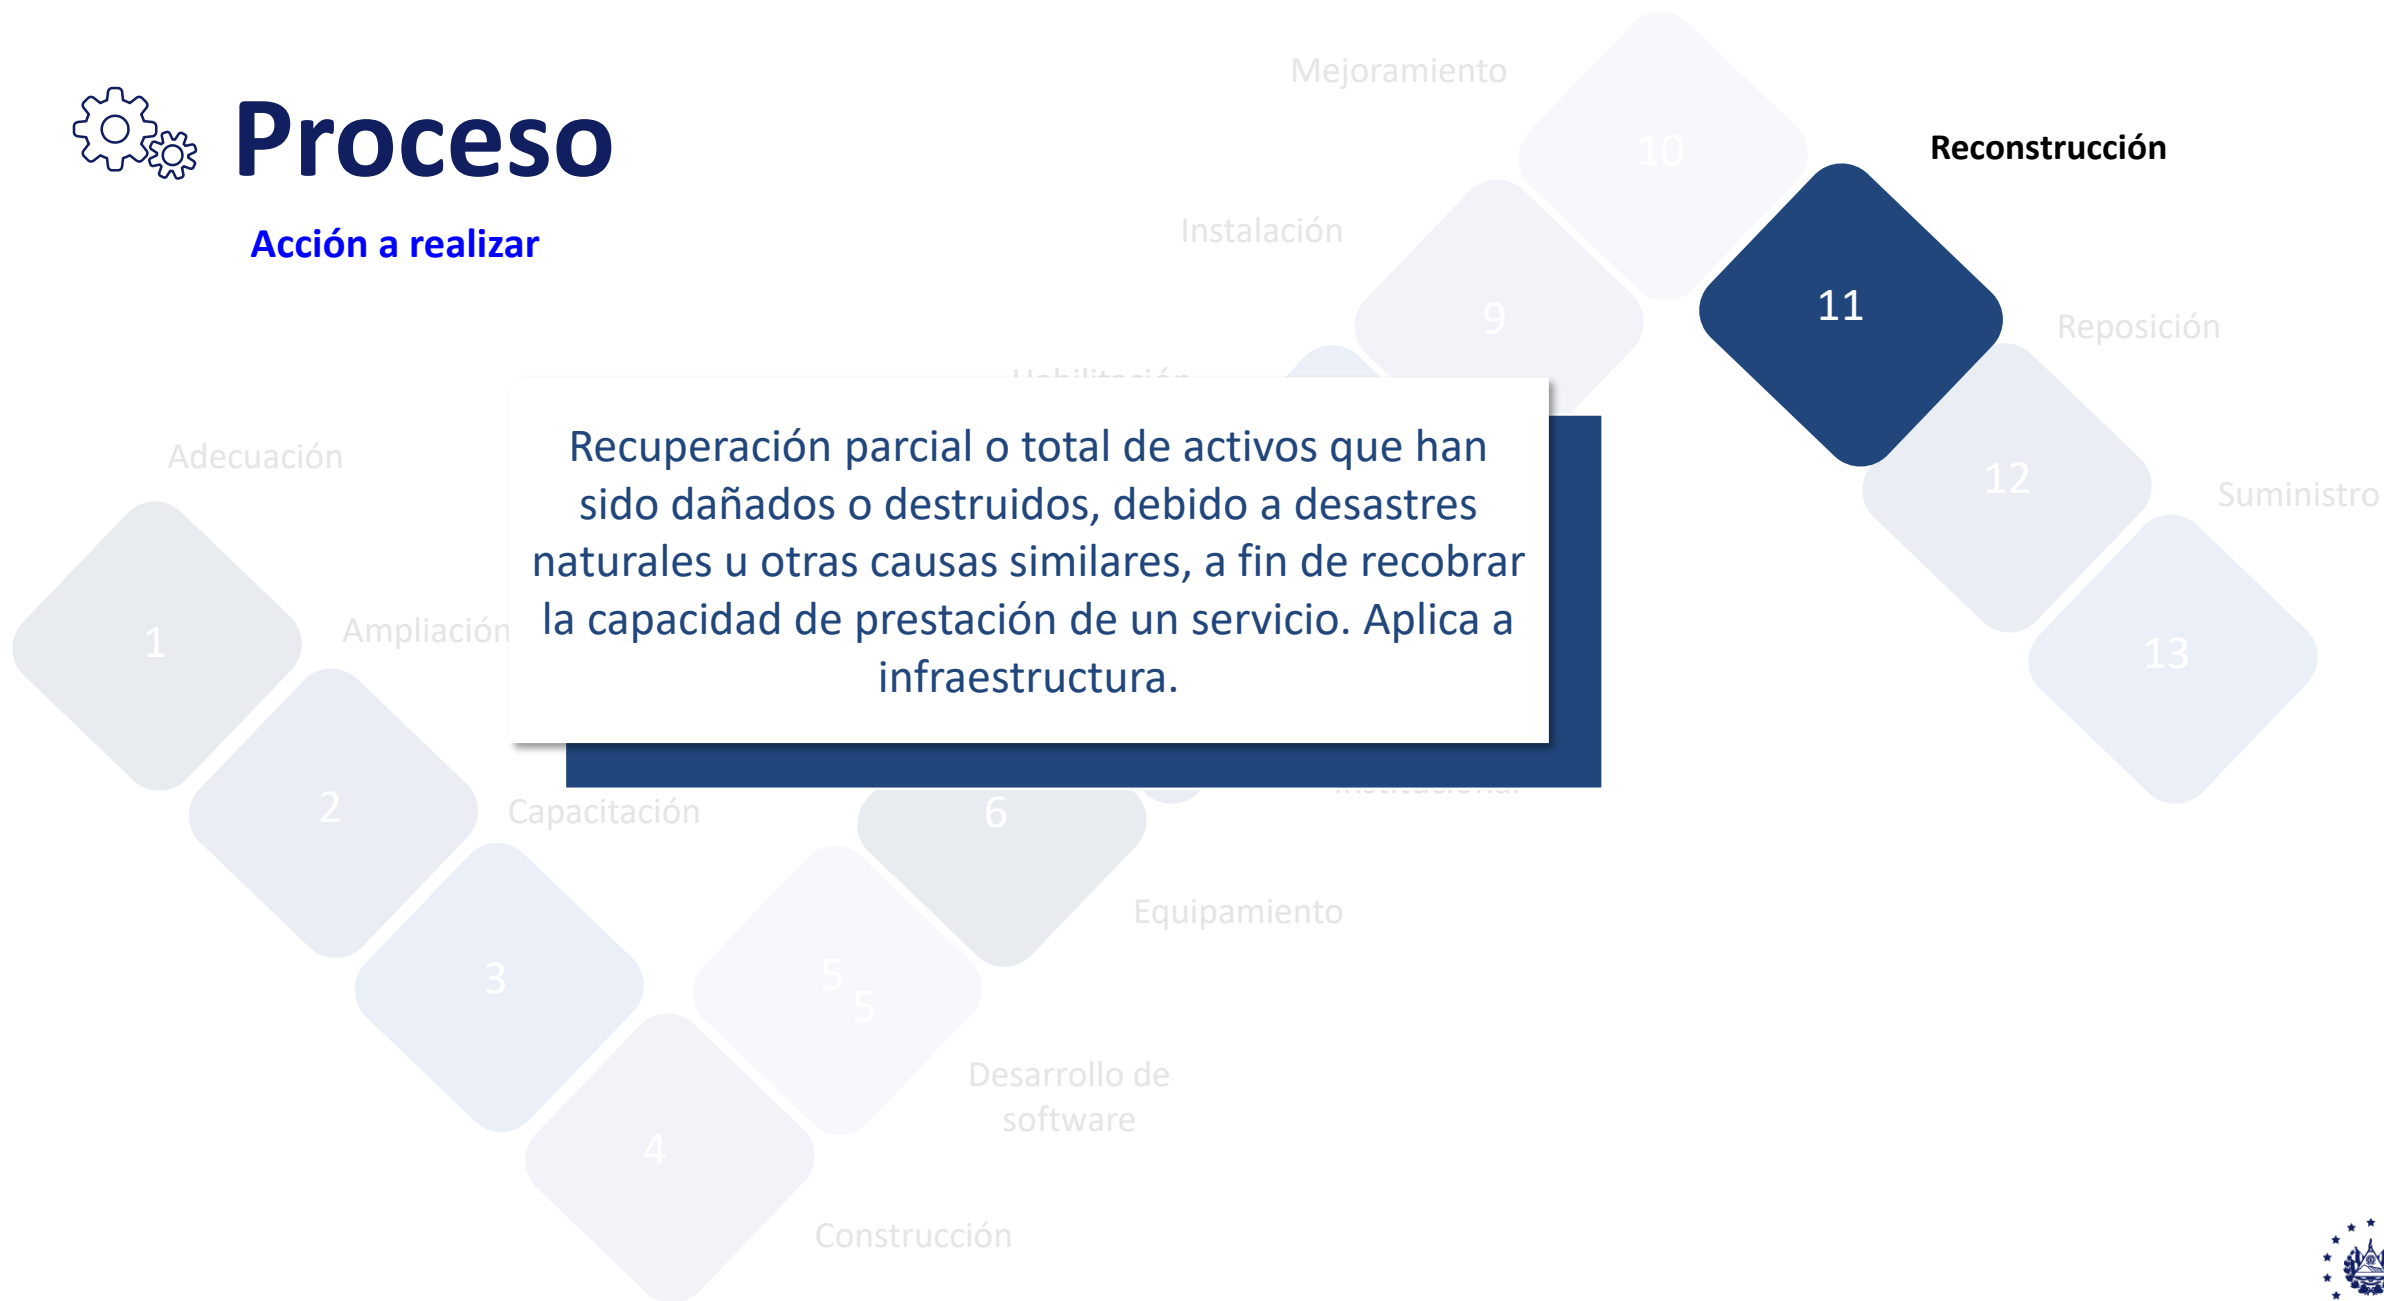 Proceso
Acción a realizar
Mejoramiento
10
Reconstrucción
Instalación
9
11
Reposición
Habilitación
12
Suministro
13
Recuperación parcial o total de activos que han
sido dañados o destruidos, debido a desastres
naturales u otras causas similares, a fin de recobrar
la capacidad de prestación de un servicio. Aplica a
infraestructura.
Adecuación
1
Ampliación
2
Capacitación
6
3
5
5
Equipamiento
4
Desarrollo de
software
Construcción